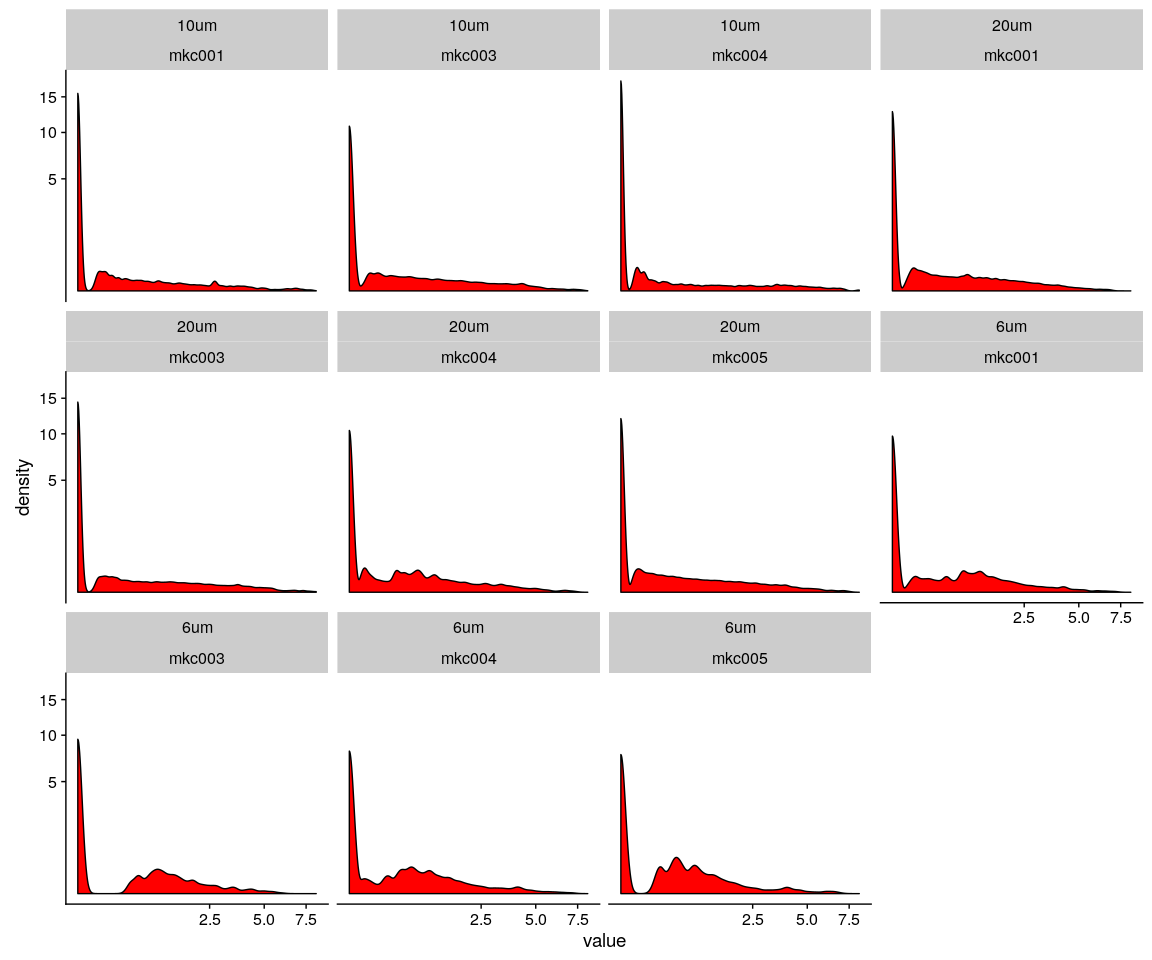 10um 10um 10um 20um
mkc001 mkc003 mkc004 mkc001
15
10
5
20um 20um 20um 6um
mkc003 mkc004 mkc005 mkc001
15
10
5
density
2.5 5.0 7.5
6um 6um 6um
mkc003 mkc004 mkc005
15
10
5
2.5 5.0 7.5 2.5 5.0 7.5 2.5 5.0 7.5
value